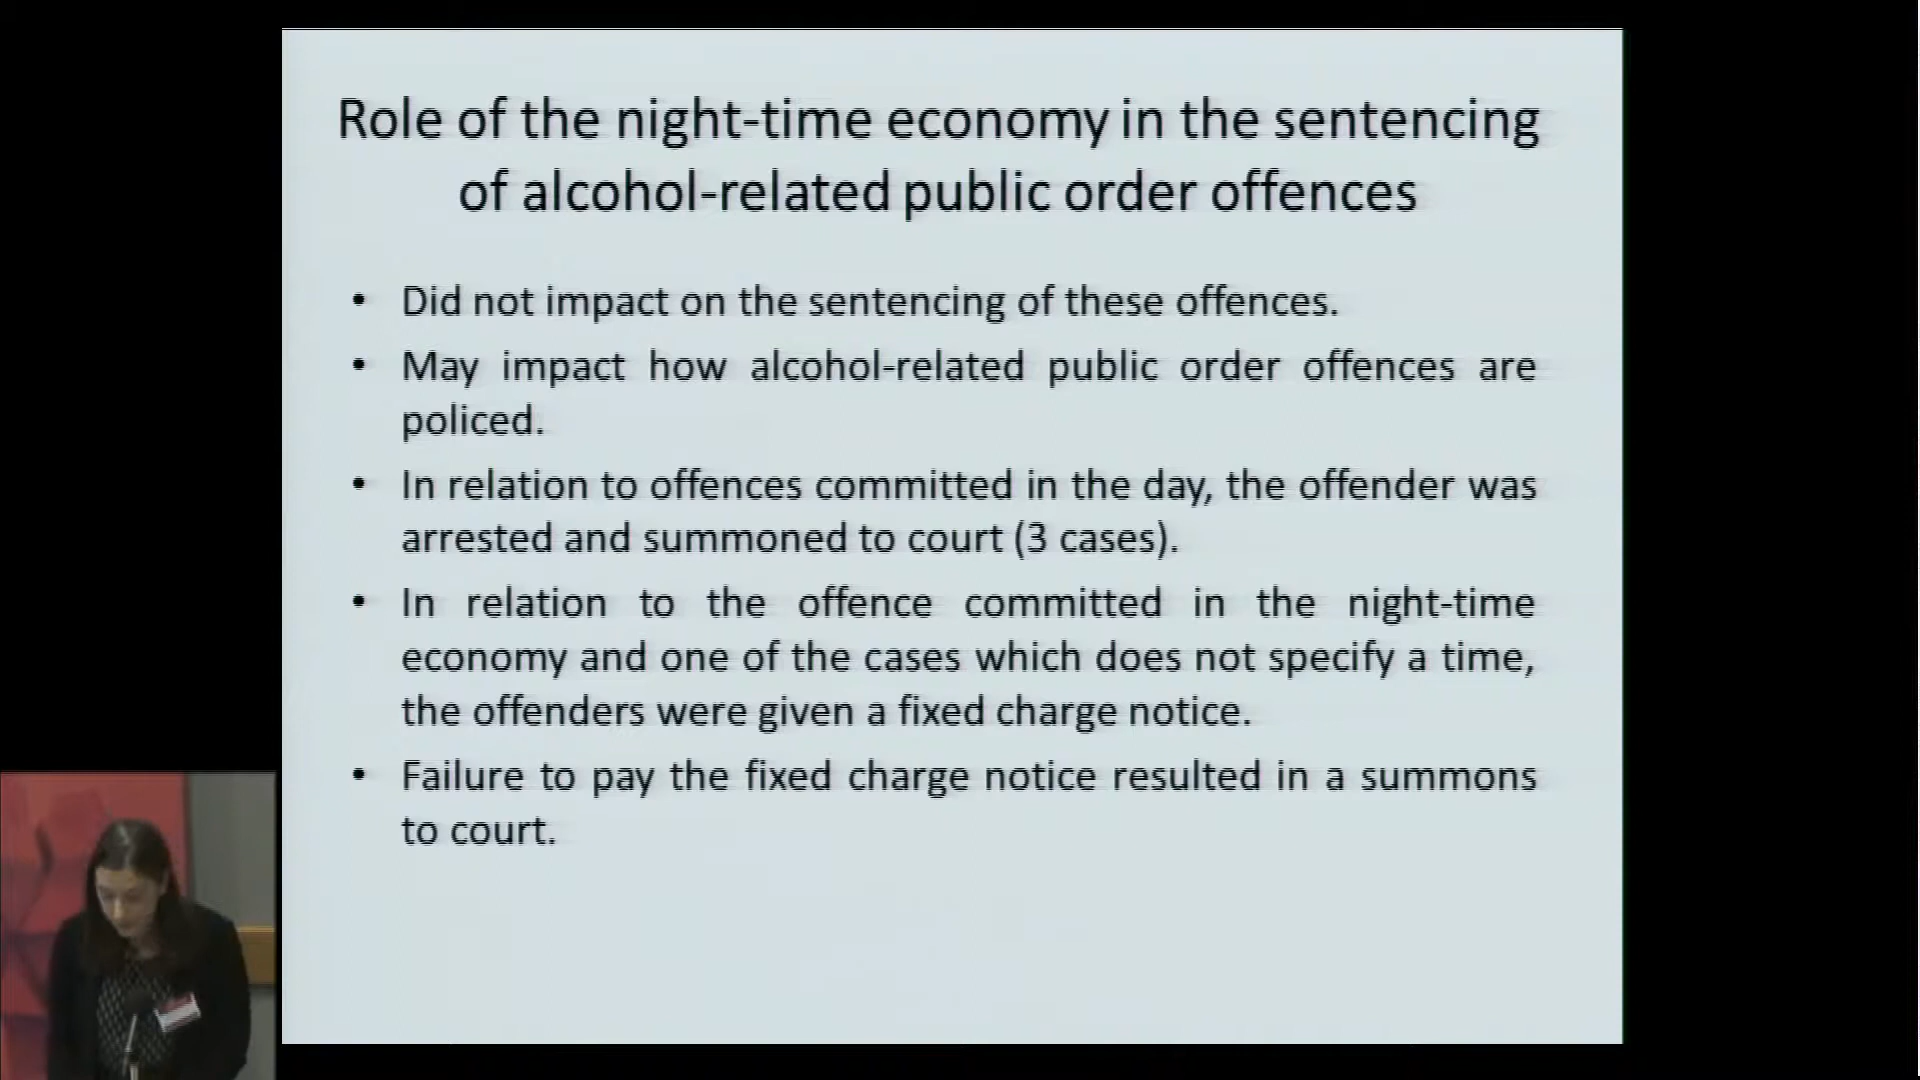 Role of the night-time economy in the sentencing
of alcohol-related public order offences
• Did not impact on the sentencing of these offences.
• May impact how alcohol-related public order offences are
policed.
• In relation to offences committed in the day, the offender was
arrested and summoned to court (3 cases).
• In relation to the offence committed in the night-time
economy and one of the cases which does not specify a time,
the offenders were given a fixed charge notice.
• Failure to pay the fixed charge notice resulted in a summons
to court.